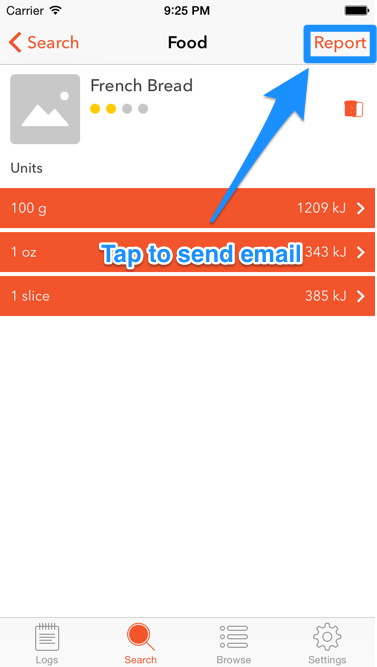 Carrier 9:25 PM
Search Food Report
French Bread
Units
100 g 1209 kJ
1 oz Tap to send email 343 kJ
1 slice 385 kJ
Logs Search Browse Settings